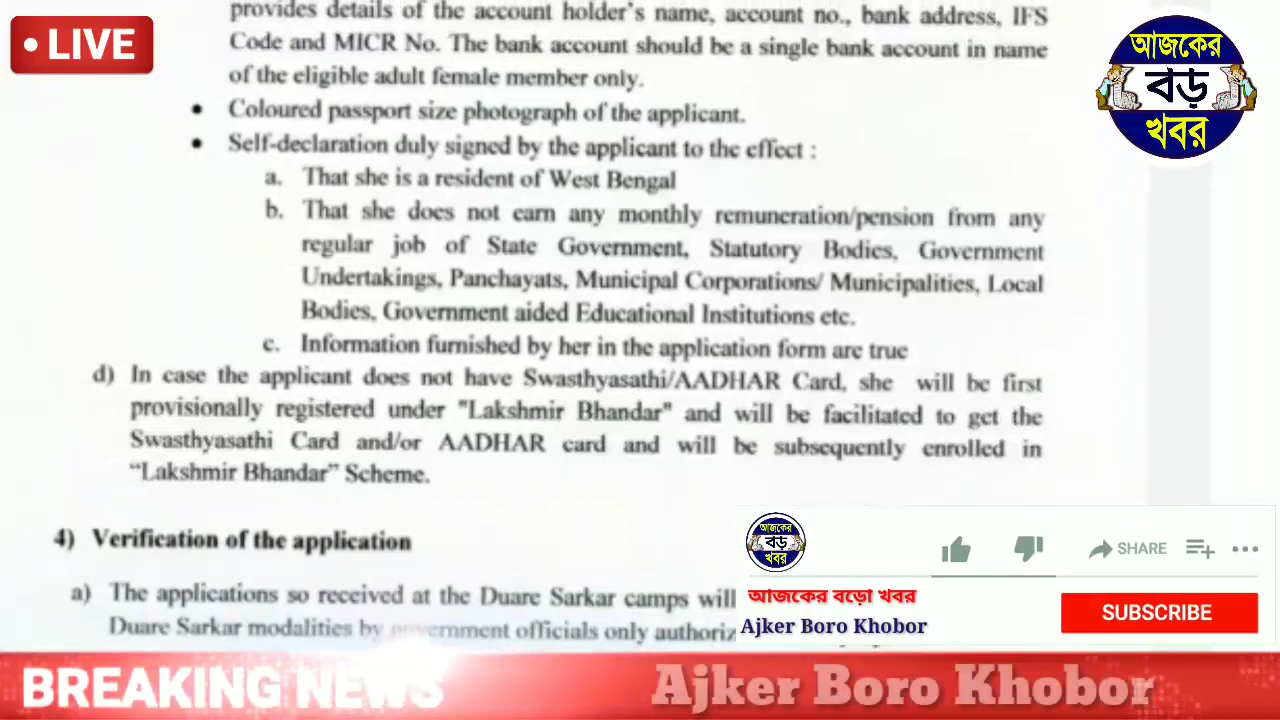 • LIVE
provides details of the account holder's name, account no., bank address, IFS
Code and MICR No. The bank account should be a single bank account in name
of the eligible adult female member only.
• Coloured passport size photograph of the applicant.
• Self-declaration duly signed by the applicant to the effect :
a. That she is a resident of West Bengal
b. That she does not earn any monthly remuneration/pension from any
regular job of State Government, Statutory Bodies, Government
Undertakings, Panchayats, Municipal Corporations/ Municipalities, Local
Bodies, Government aided Educational Institutions etc.
c. Information furnished by her in the application form are true
d) In case the applicant does not have Swasthyasathi/AADHAR Card, she will be first
provisionally registered under "Lakshmir Bhandar" and will be facilitated to get the
Swasthyasathi Card and/or AADHAR card and will be subsequently enrolled in
“Lakshmir Bhandar” Scheme.
4) Verification of the application
a) The applications so received at the Duare Sarkar camps will
Duare Sarkar modalities by government officials only authoriz
আজকের
বড়
খবর
আজকের
বড়
খবর
SHARE
আজকের বড়ো খবর
Ajker Boro Khobor
SUBSCRIBE
BREAKING NEWS
Ajker Boro Khobor